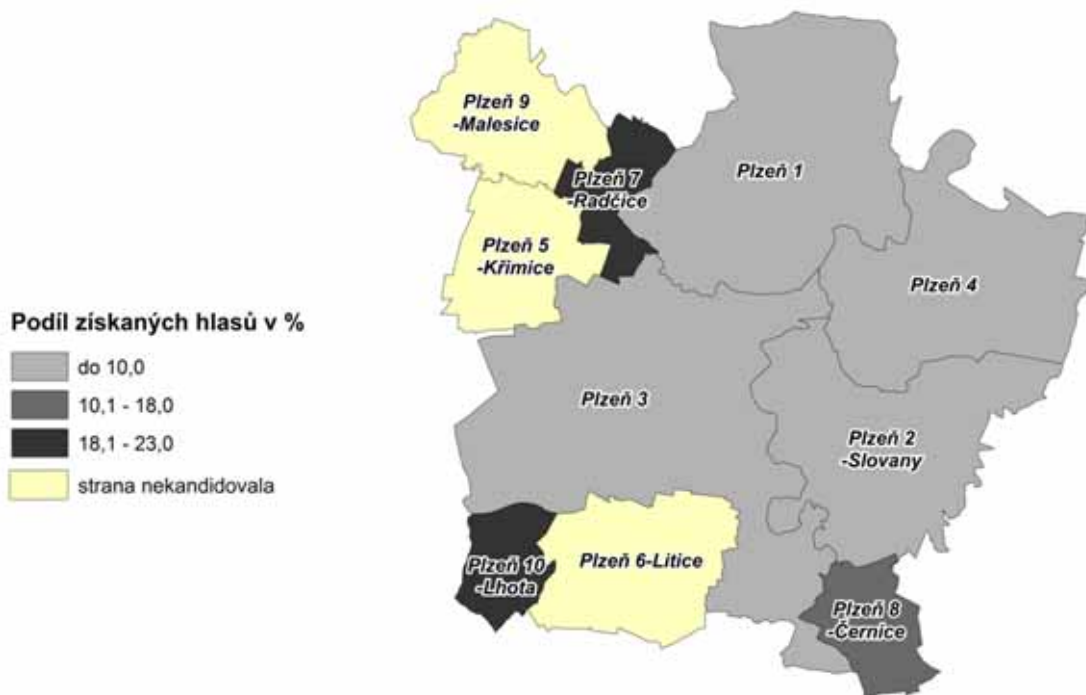 Plzeň 9
-Malesice
Plzeň 7
-Radčice
Plzeň 1
Plzeň 5
-Křimice
Plzeň 4
Podíl získaných hlasů v %
do 10,0
10,1 - 18,0
18,1 - 23,0
strana nekandidovala
Plzeň 3
Plzeň 2
-Slovany
Plzeň 10
-Lhota
Plzeň 6-Litice
Plzeň 8
-Černice